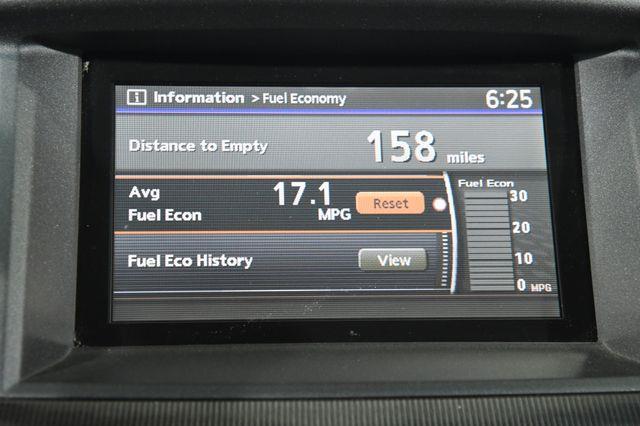 i Information > Fuel Economy 6:25
Distance to Empty 158 miles
Avg 17.1
Fuel Econ MPG Reset
Fuel Eco History View
Fuel Econ
30
20
10
0 MPG